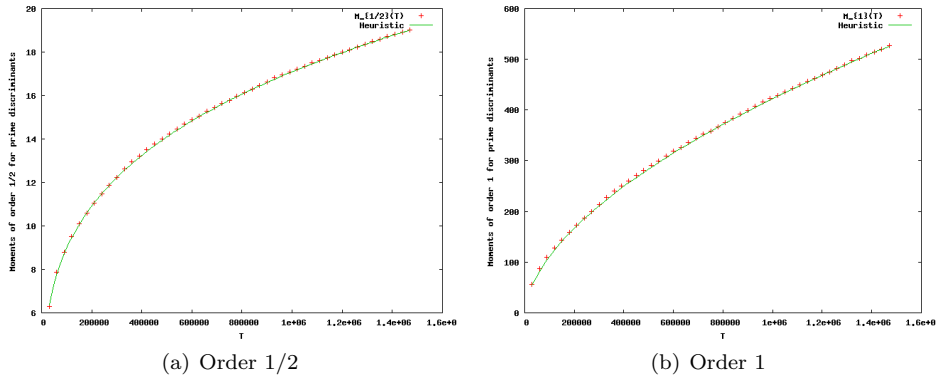 20
18
16
14
12
10
8
6
Moments of order 1/2 for prime discriminants
M_{1/2}(T)
Heuristic
0 200000 400000 600000 800000 1e+06 1.2e+06 1.4e+06 1.6e+0
T
(a) Order 1/2
600
500
400
300
200
100
0
Moments of order 1 for prime discriminants
M_{1}(T)
Heuristic
0 200000 400000 600000 800000 1e+06 1.2e+06 1.4e+06 1.6e+0
T
(b) Order 1